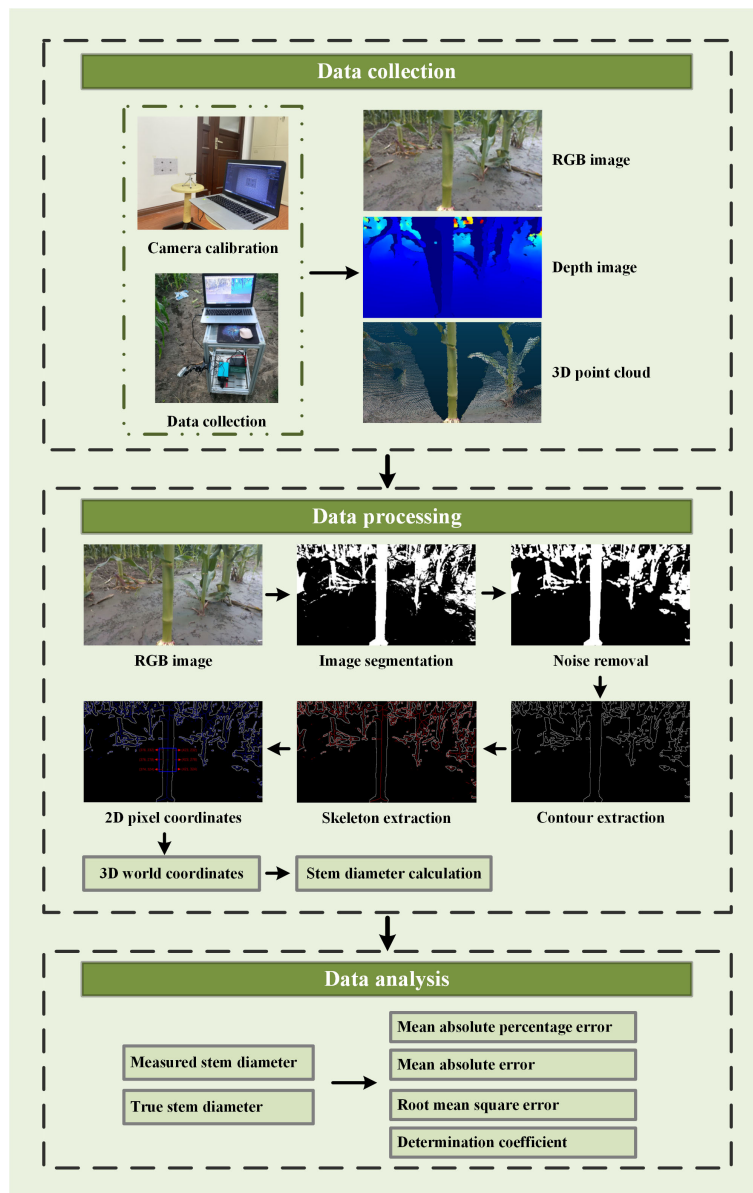 Data collection
RGB image
Camera calibration
Depth image
3D point cloud
Data collection
Data processing
RGB image
Image segmentation
Noise removal
2D pixel coordinates
Skeleton extraction
Contour extraction
3D world coordinates
Stem diameter calculation
Data analysis
Mean absolute percentage error
Measured stem diameter
Mean absolute error
True stem diameter
Root mean square error
Determination coefficient